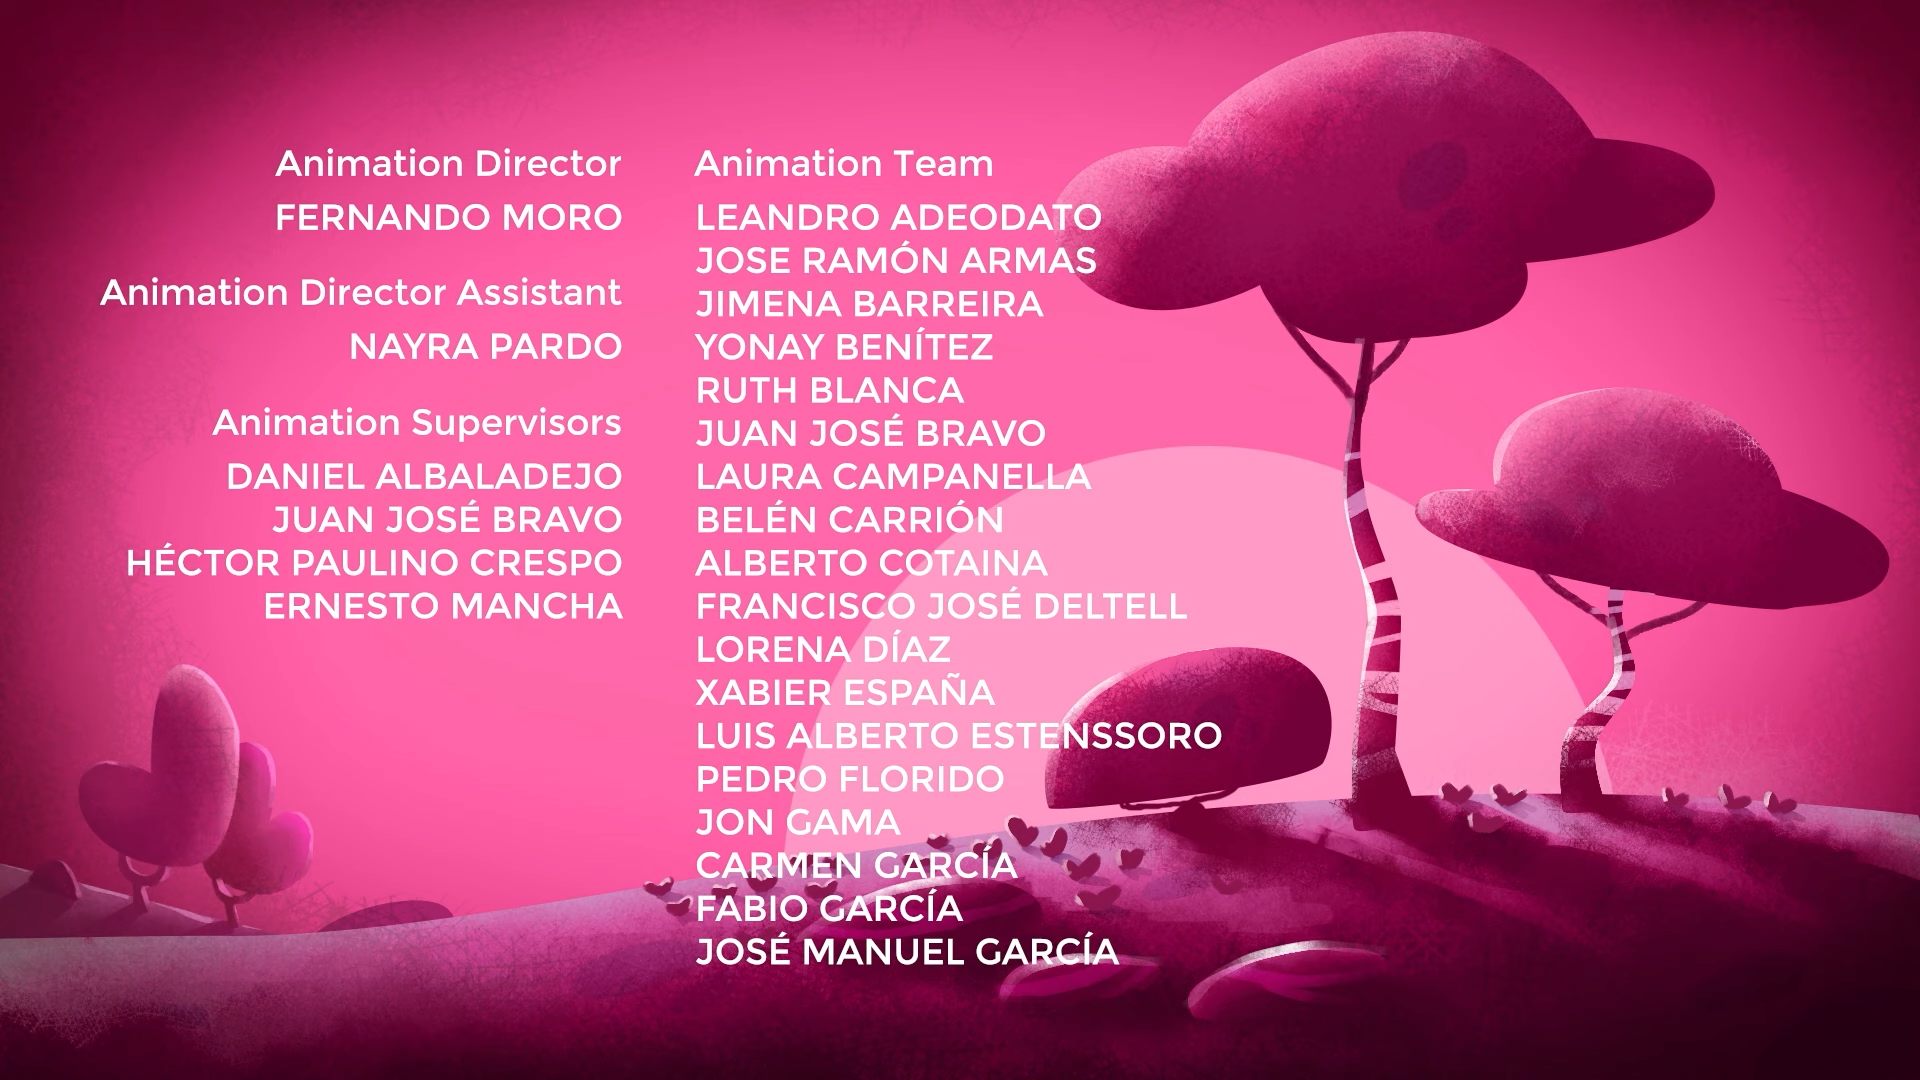 Animation Director
FERNANDO MORO
Animation Director Assistant
NAYRA PARDO
Animation Supervisors
DANIEL ALBALADEJO
JUAN JOSÉ BRAVO
HÉCTOR PAULINO CRESPO
ERNESTO MANCHA
Animation Team
LEANDRO ADEODATO
JOSE RAMÓN ARMAS
JIMENA BARREIRA
YONAY BENÍTEZ
RUTH BLANCA
JUAN JOSÉ BRAVO
LAURA CAMPANELLA
BELÉN CARRIÓN
ALBERTO COTAINA
FRANCISCO JOSÉ DELTELL
LORENA DÍAZ
XABIER ESPAÑA
LUIS ALBERTO ESTENSSORO
PEDRO FLORIDO
JON GAMA
CARMEN GARCÍA
FABIO GARCÍA
JOSÉ MANUEL GARCÍA